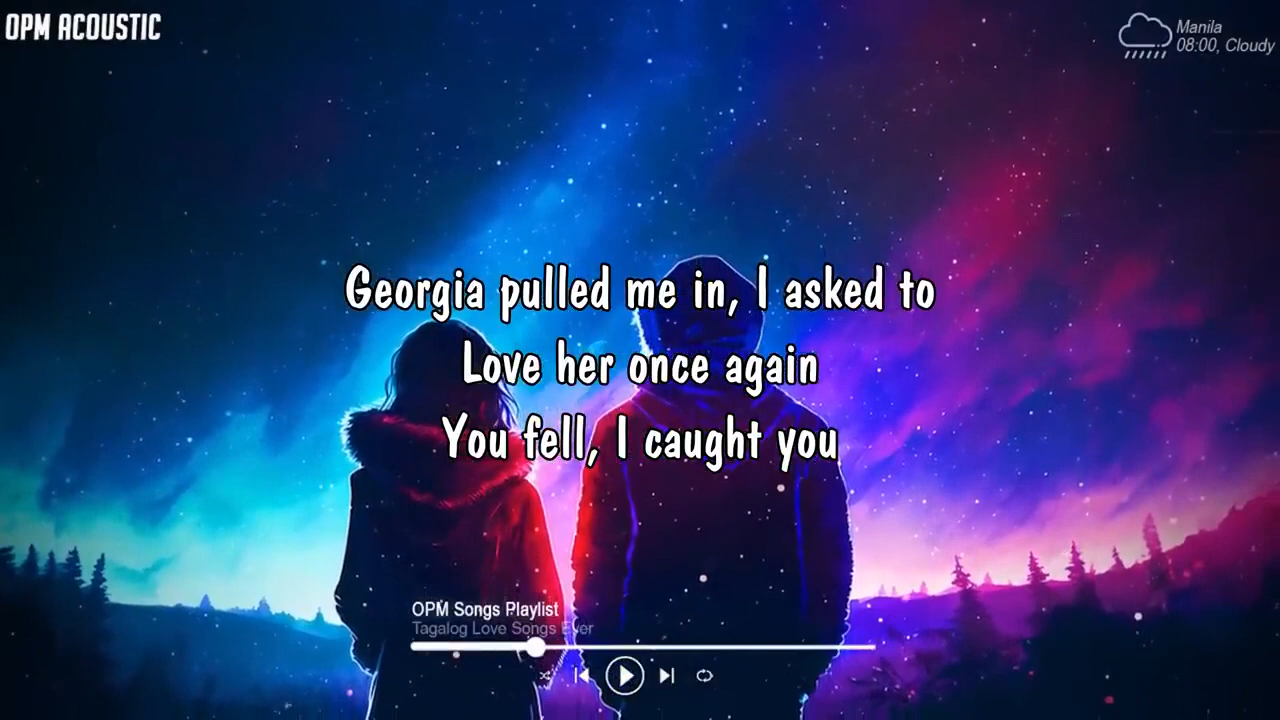 OPM ACOUSTIC
Manila
08:00, Cloudy
Georgia pulled me in, I asked to
Love her once again
You fell, I caught you
OPM Songs Playlist
Tagalog Love Songs Ever